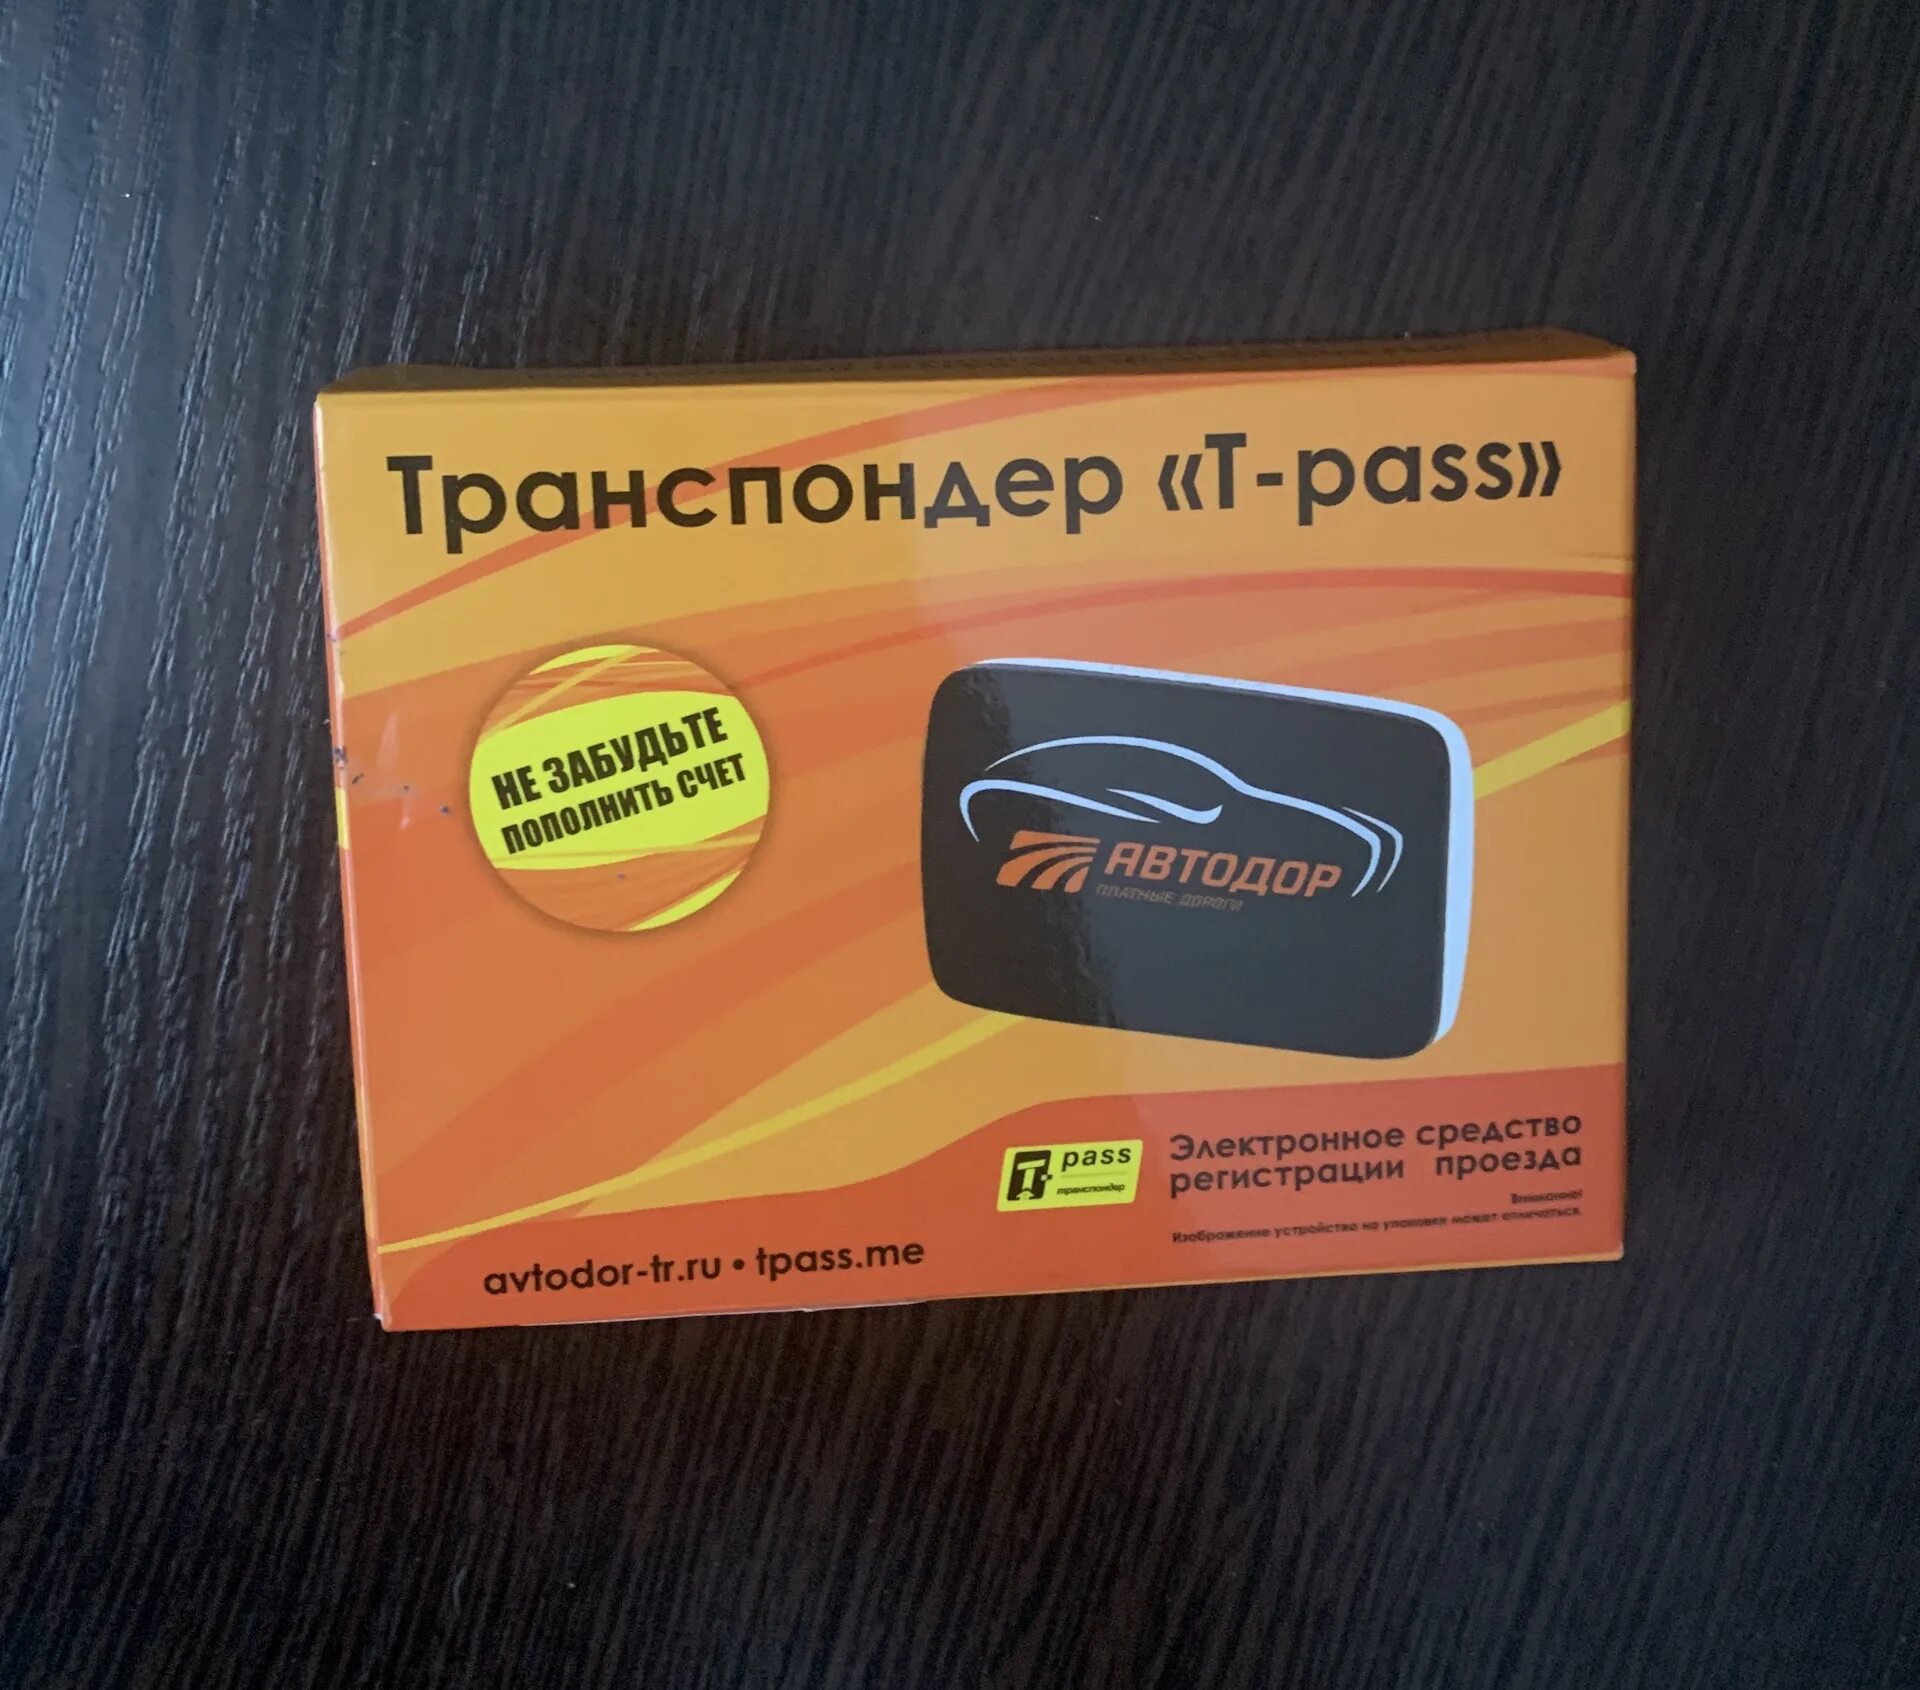 Транспондер «T-pass»
НЕ ЗАБУДЬТЕ
ПОПОЛНИТЬ СЧЕТ
АВТОДОР
ПЛАТНЫЕ ДОРОГИ
T- pass
транспондер
Электронное средство
регистрации проезда
Внимание!
Изображение устройства на упаковке может отличаться.
avtodor-tr.ru • tpass.me